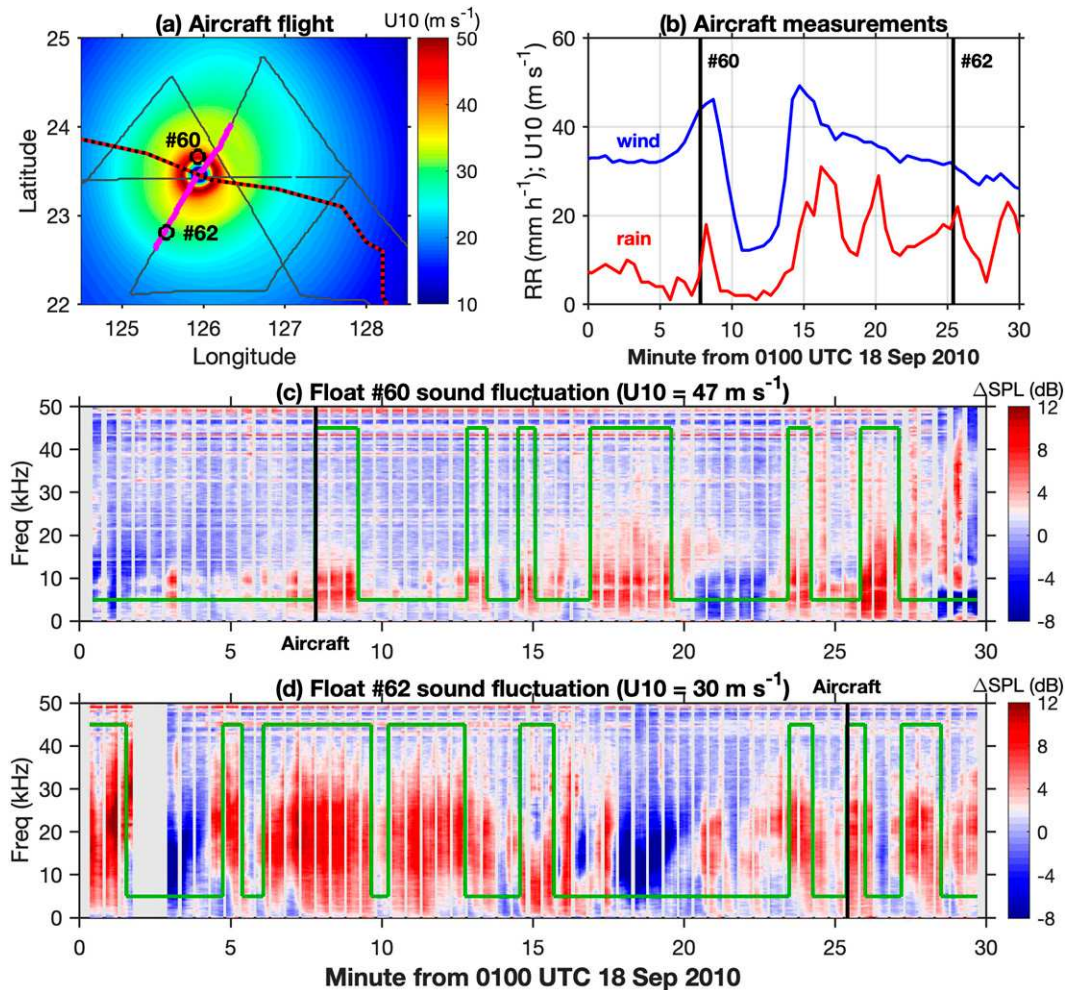 (a) Aircraft flight
U10 (m s-1)
25
24
23
22
Latitude
#60
#62
125 126 127 128
Longitude
50
40
30
20
10
(b) Aircraft measurements
60
40
20
0
RR (mm h-1); U10 (m s-1)
#60
#62
wind
rain
0 5 10 15 20 25 30
Minute from 0100 UTC 18 Sep 2010
(c) Float #60 sound fluctuation (U10 = 47 m s-1)
ΔSPL (dB)
50
40
30
20
10
0
Freq (kHz)
12
8
4
0
-4
-8
0 5 10 15 20 25 30
Aircraft
(d) Float #62 sound fluctuation (U10 = 30 m s-1)
Aircraft
ΔSPL (dB)
50
40
30
20
10
0
Freq (kHz)
12
8
4
0
-4
-8
0 5 10 15 20 25 30
Minute from 0100 UTC 18 Sep 2010